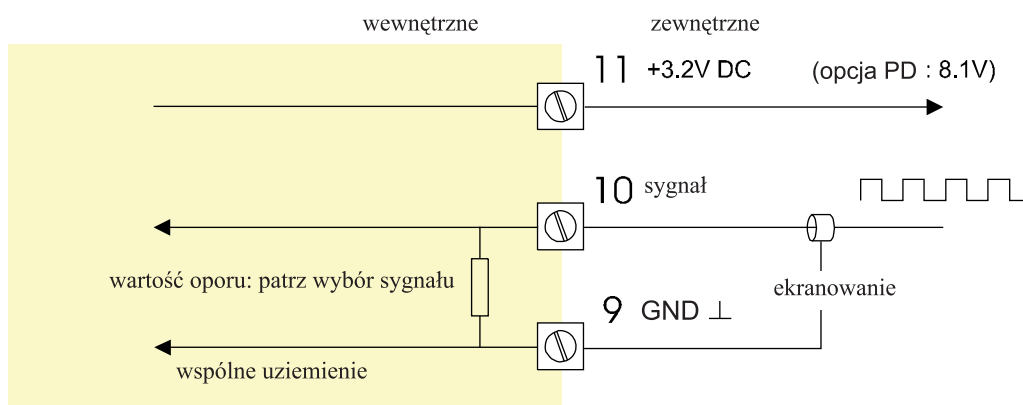 wewnętrzne
zewnętrzne
11 +3.2V DC (opcja PD : 8.1V)
10 sygnał
wartość oporu: patrz wybór sygnału
ekranowanie
9 GND ⊥
wspólne uziemienie